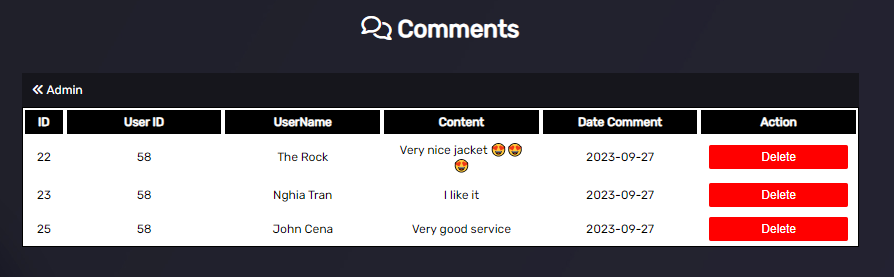 Comments
« Admin
ID User ID UserName Content Date Comment Action
22 58 The Rock Very nice jacket 😍😍😍 2023-09-27 Delete
23 58 Nghia Tran I like it 2023-09-27 Delete
25 58 John Cena Very good service 2023-09-27 Delete